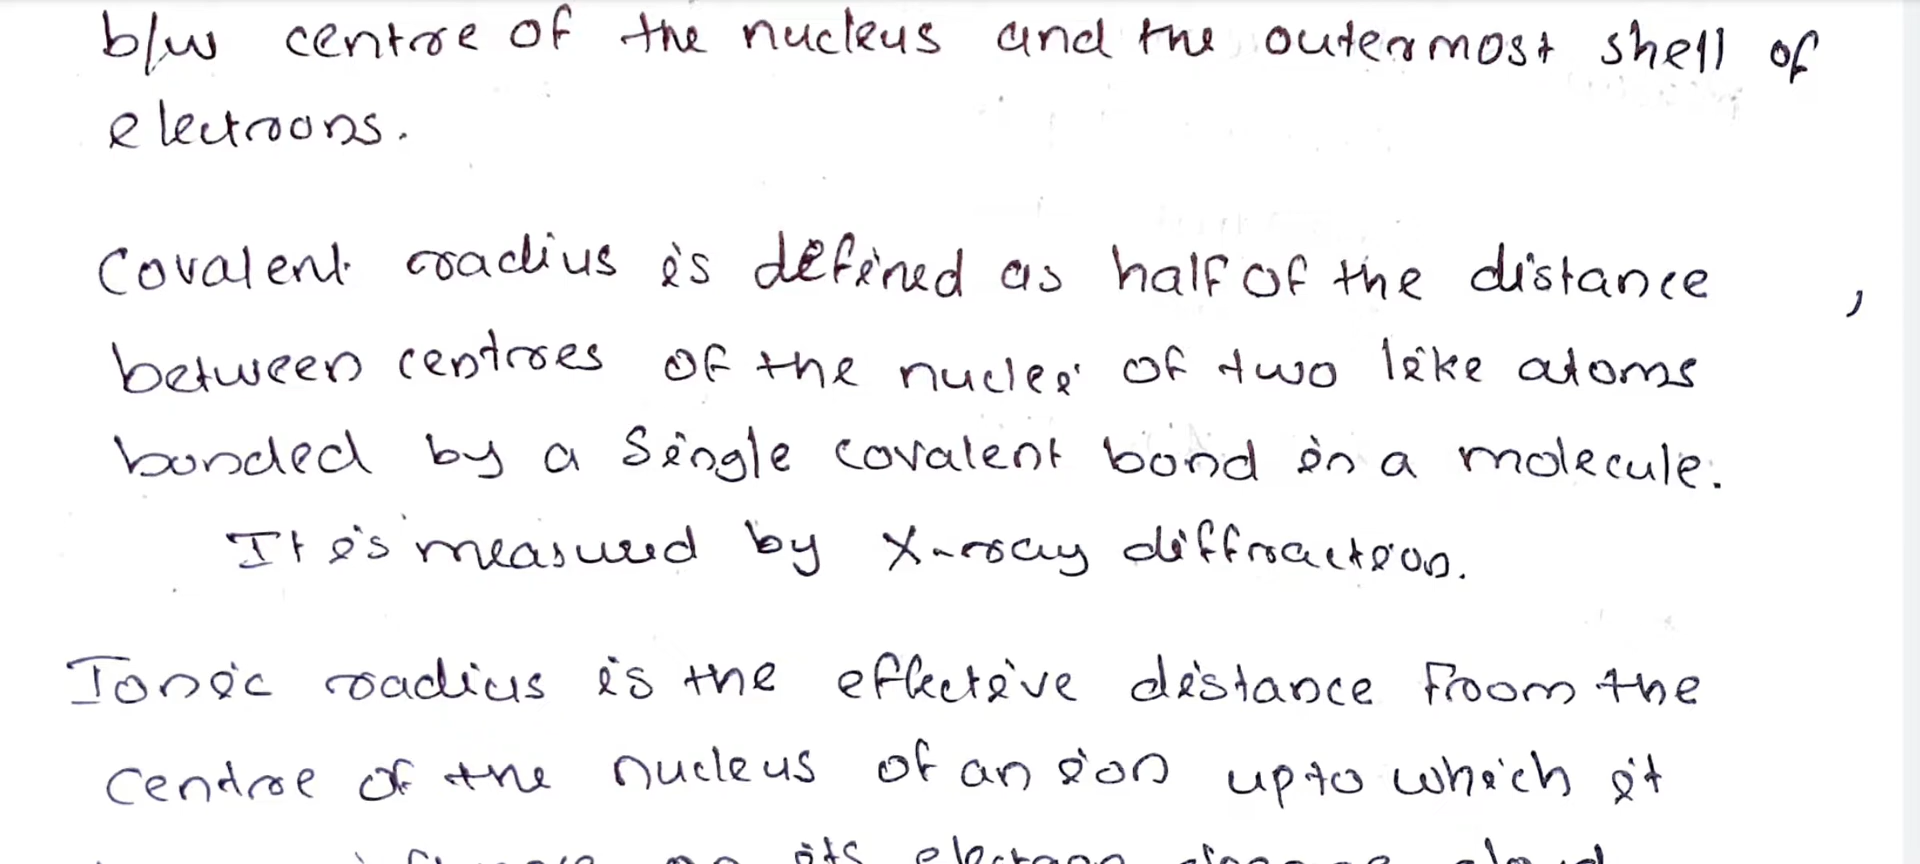 b/w centre of the nucleus and the outermost shell of
electrons.
Covalent radius is defined as half of the distance ,
between centres of the nuclei of two like atoms
bonded by a single covalent bond in a molecule.
It is measured by X-ray diffraction.
Ionic radius is the effective distance from the
centre of the nucleus of an ion upto which it
its electron cloud